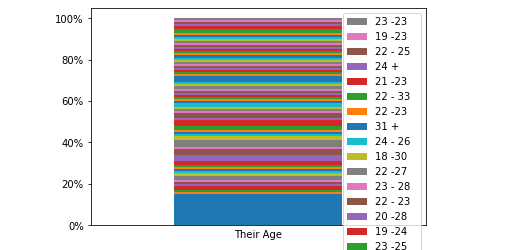 100%
80%
60%
40%
20%
0%
Their Age
23 -23
19 -23
22 - 25
24 +
21 -23
22 - 33
22 -23
31 +
24 - 26
18 -30
22 -27
23 - 28
22 - 23
20 -28
19 -24
23 -25